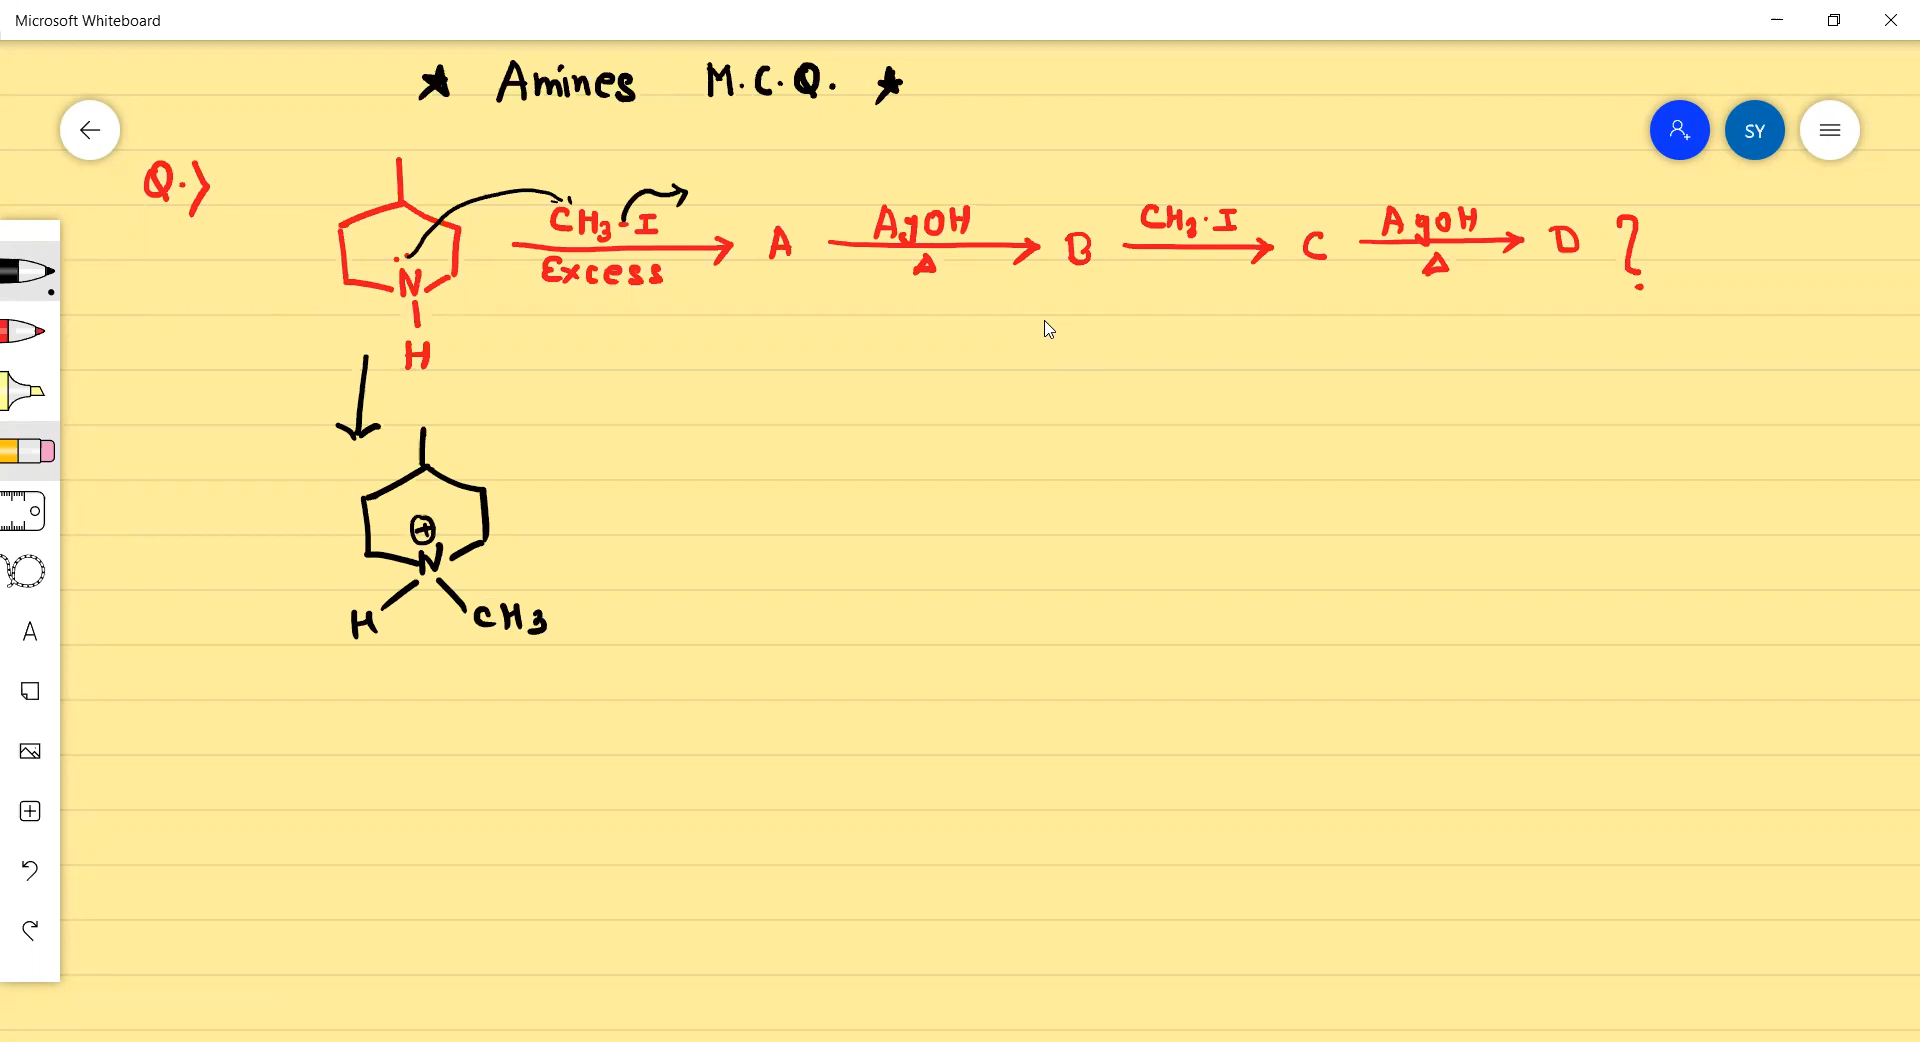 Microsoft Whiteboard
★ Amines M.C.Q. ★
SY
Q.>
CH3-I
Excess
A
AgOH
Δ
B
CH3·I
C
AgOH
Δ
D ?
N
H
⊕
N
H
CH3
A